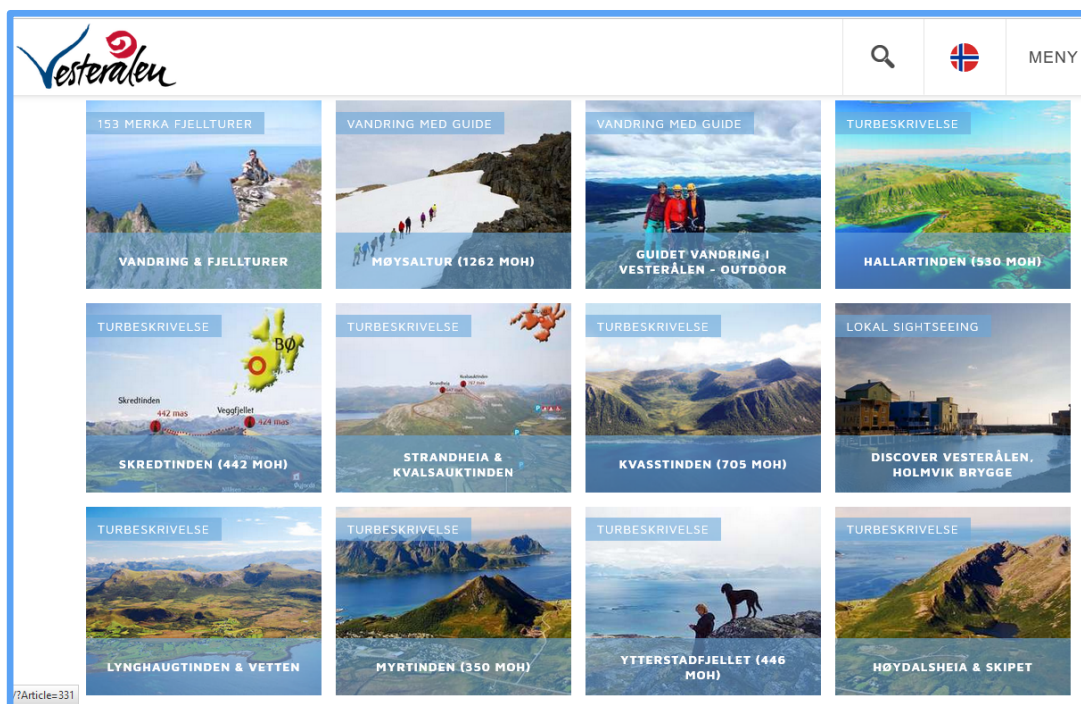 Vesterålen
MENY
153 MERKA FJELLTURER
VANDRING & FJELLTURER
VANDRING MED GUIDE
MØYSALTUR (1262 MOH)
VANDRING MED GUIDE
GUIDET VANDRING I
VESTERÅLEN - OUTDOOR
TURBESKRIVELSE
HALLARTINDEN (530 MOH)
TURBESKRIVELSE
BØ
Skredtinden
442 mas
Veggfjellet
424 mas
SKREDTINDEN (442 MOH)
TURBESKRIVELSE
Strandheia
Kvalsauktinden
STRANDHEIA &
KVALSAUKTINDEN
TURBESKRIVELSE
KVASSTINDEN (705 MOH)
LOKAL SIGHTSEEING
DISCOVER VESTERÅLEN,
HOLMVIK BRYGGE
TURBESKRIVELSE
LYNGHAUGTINDEN & VETTEN
TURBESKRIVELSE
MYRTINDEN (350 MOH)
TURBESKRIVELSE
YTTERSTADFJELLET (446
MOH)
TURBESKRIVELSE
HØYDALSHEIA & SKIPET
/?Article=331